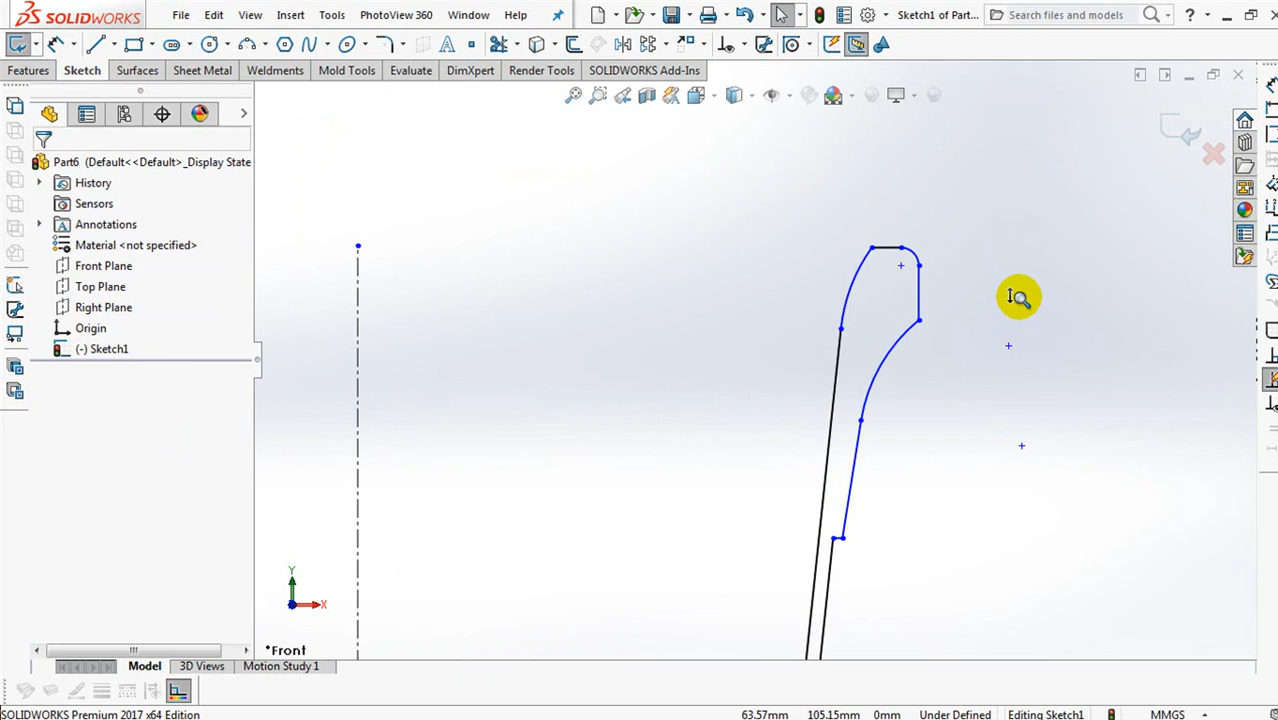 SOLIDWORKS File Edit View Insert Tools PhotoView 360 Window Help Sketch1 of Part... Search files and models
Features Sketch Surfaces Sheet Metal Weldments Mold Tools Evaluate DimXpert Render Tools SOLIDWORKS Add-Ins
Part6 (Default<<Default>_Display State
History
Sensors
Annotations
Material <not specified>
Front Plane
Top Plane
Right Plane
Origin
(-) Sketch1
Y
X
*Front
Model 3D Views Motion Study 1
SOLIDWORKS Premium 2017 x64 Edition 63.57mm 105.15mm 0mm Under Defined Editing Sketch1 MMGS